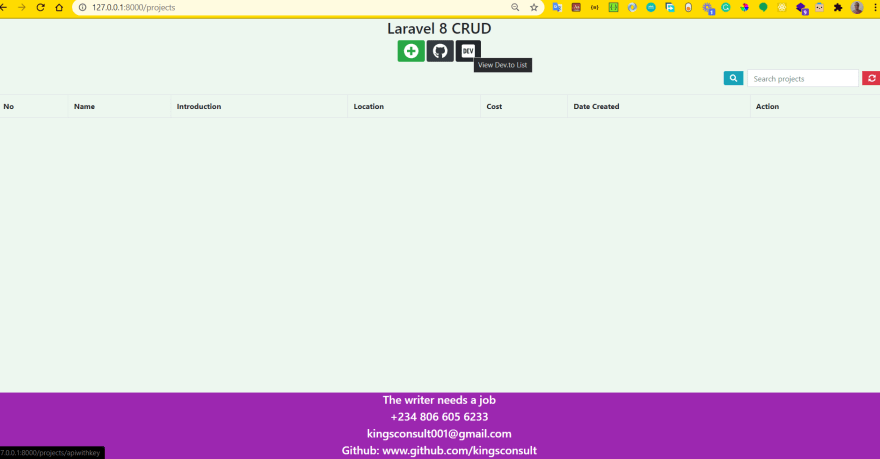 127.0.0.1:8000/projects
Laravel 8 CRUD
DEV
View Dev.to List
Search projects
No Name Introduction Location Cost Date Created Action
The writer needs a job
+234 806 605 6233
kingsconsult001@gmail.com
Github: www.github.com/kingsconsult
7.0.0.1:8000/projects/apiwithkey